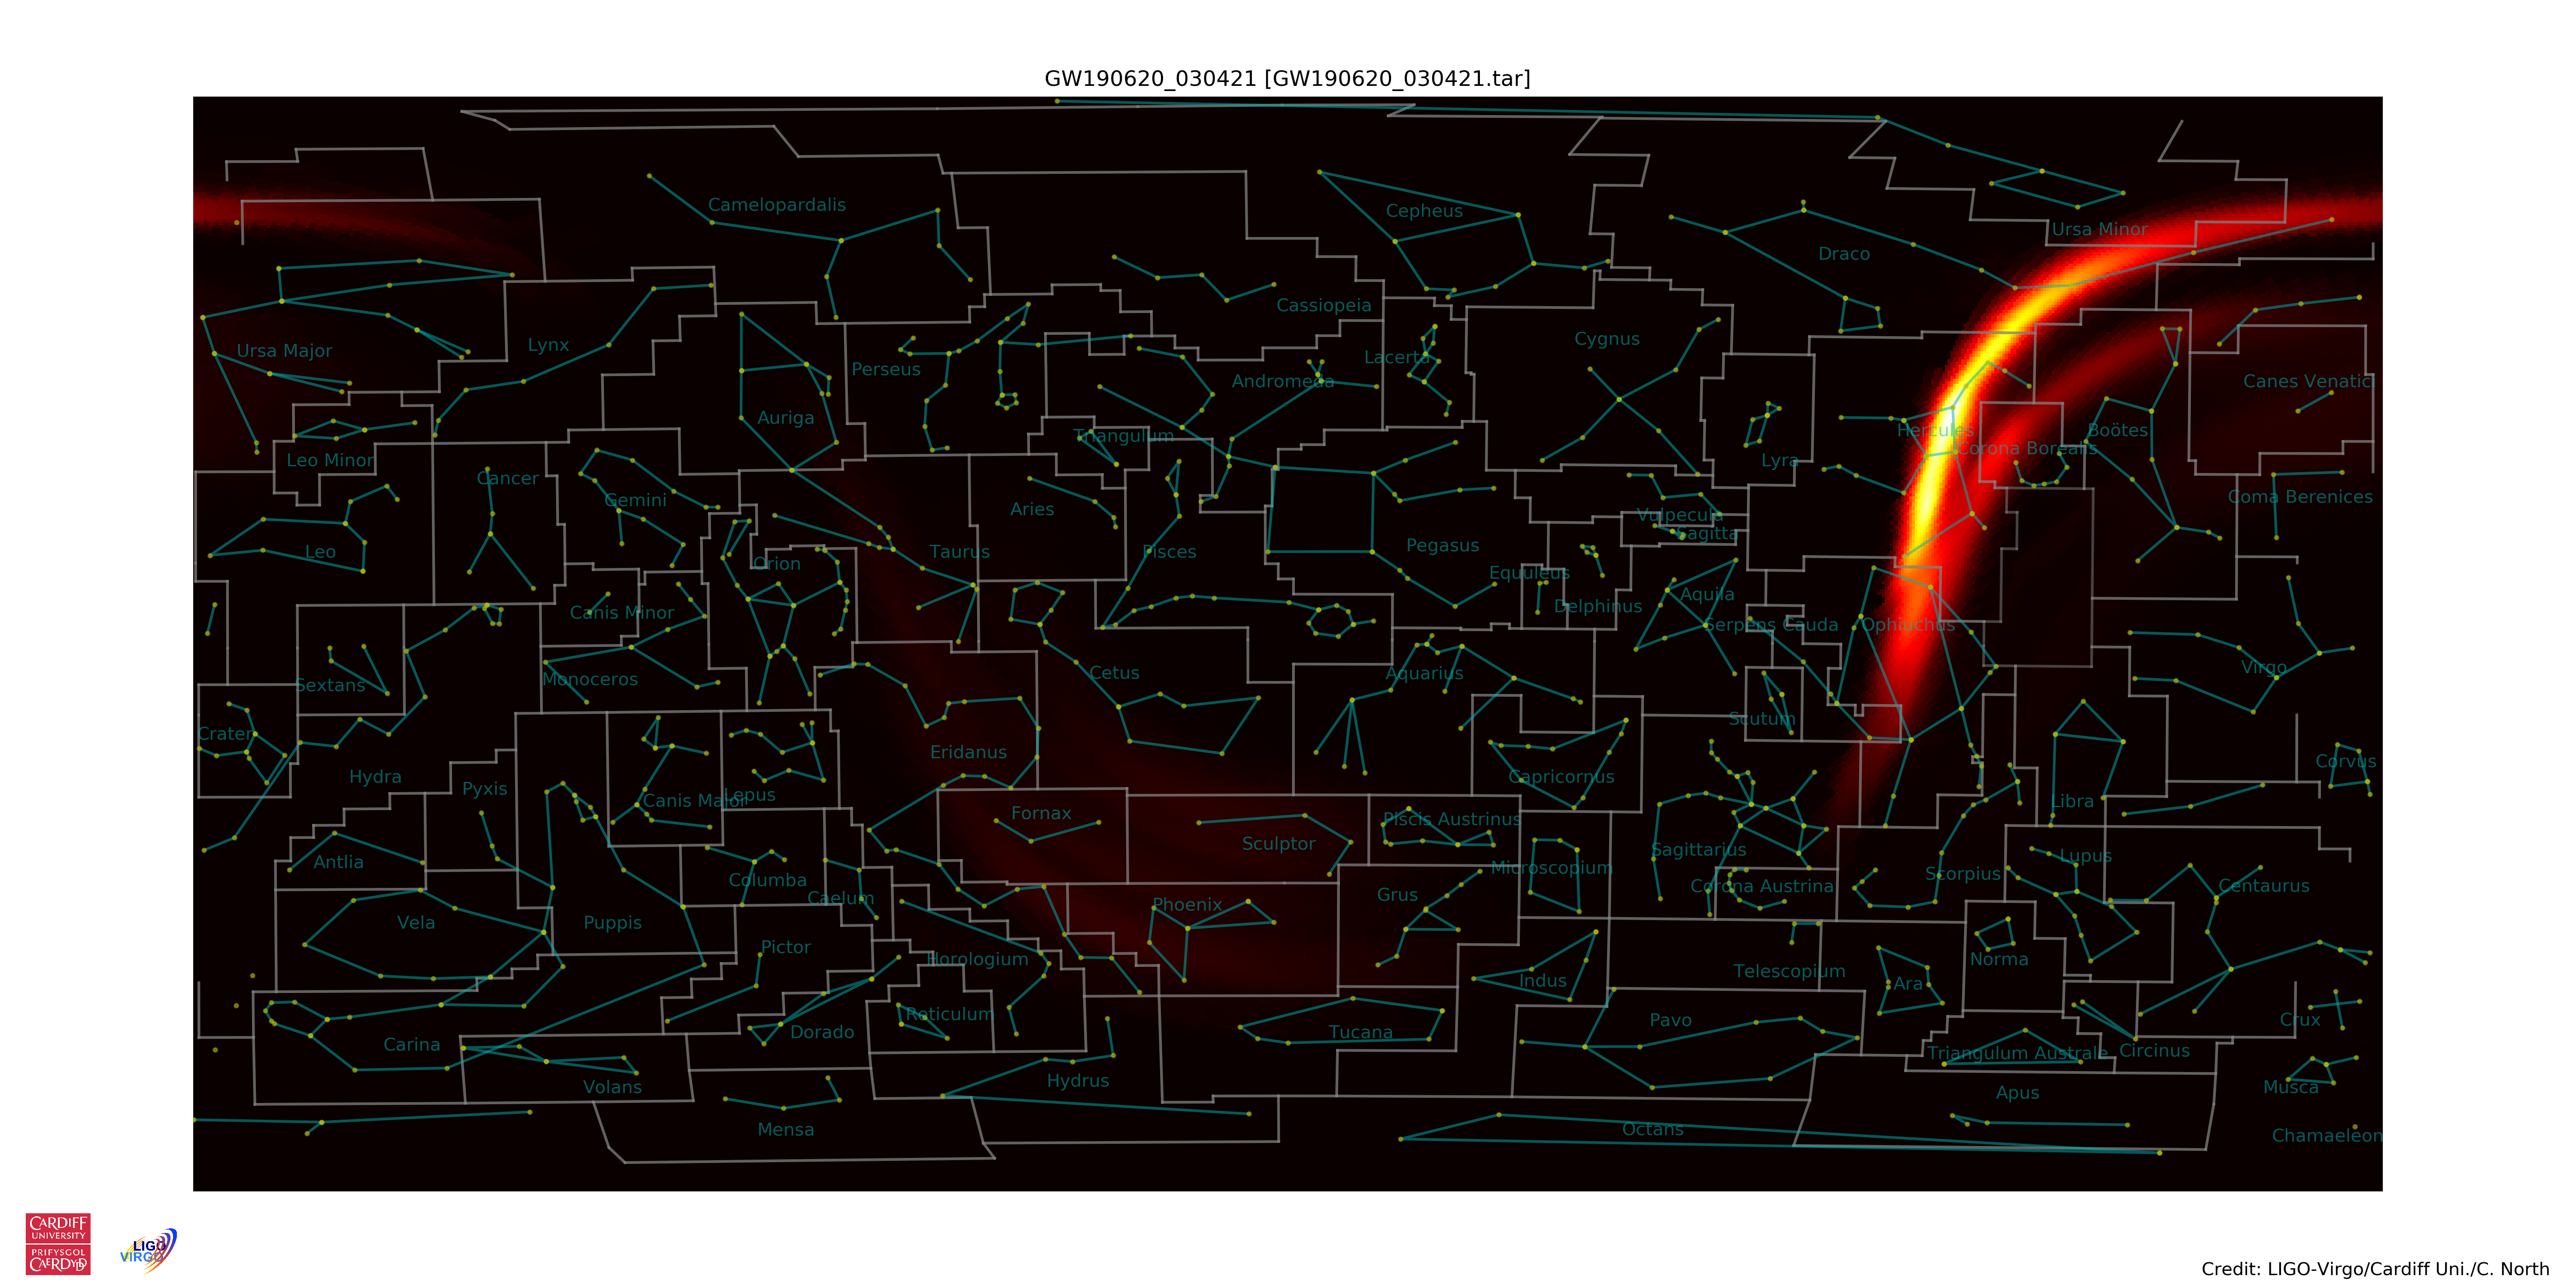 GW190620_030421 [GW190620_030421.tar]
Camelopardalis
Cepheus
Ursa Minor
Draco
Cassiopeia
Cygnus
Lynx
Ursa Major
Lacerta
Perseus
Andromeda
Canes Venatici
Auriga
Triangulum
Hercules
Boötes
Corona Borealis
Leo Minor
Lyra
Cancer
Gemini
Coma Berenices
Aries
Vulpecula
Sagitta
Pegasus
Leo
Taurus
Pisces
Orion
Equuleus
Aquila
Delphinus
Canis Minor
Serpens Cauda
Ophiuchus
Virgo
Cetus
Aquarius
Monoceros
Sextans
Scutum
Crater
Eridanus
Corvus
Hydra
Capricornus
Pyxis
Lepus
Canis Major
Libra
Fornax
Piscis Austrinus
Sculptor
Sagittarius
Lupus
Antlia
Microscopium
Scorpius
Columba
Corona Austrina
Centaurus
Grus
Caelum
Phoenix
Vela
Puppis
Pictor
Horologium
Norma
Telescopium
Indus
Ara
Reticulum
Pavo
Crux
Dorado
Tucana
Carina
Circinus
Triangulum Australe
Hydrus
Volans
Musca
Apus
Mensa
Octans
Chamaeleon
CARDIFF
UNIVERSITY
PRIFYSGOL
CAERDYDD
LIGO
VIRGO
Credit: LIGO-Virgo/Cardiff Uni./C. North